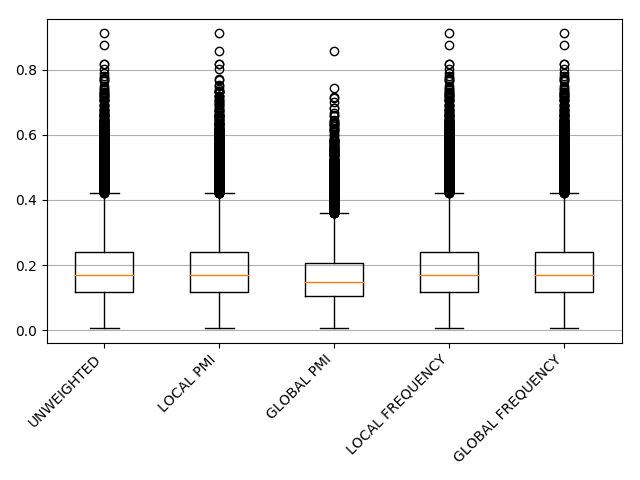 0.8
0.6
0.4
0.2
0.0
UNWEIGHTED
LOCAL PMI
GLOBAL PMI
LOCAL FREQUENCY
GLOBAL FREQUENCY